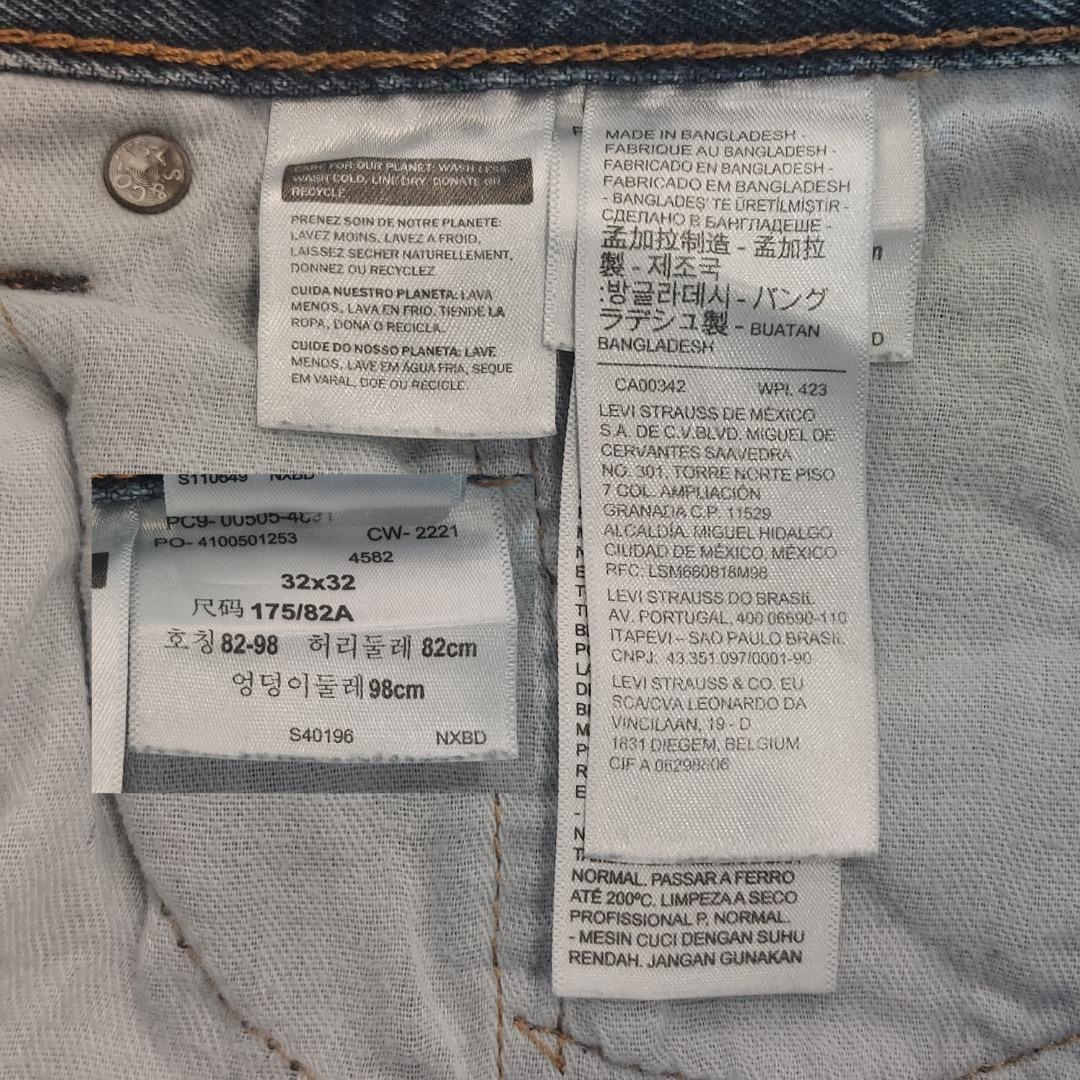 CARE FOR OUR PLANET: WASH LESS,
WASH COLD, LINE DRY, DONATE OR
RECYCLE
PRENEZ SOIN DE NOTRE PLANETE:
LAVEZ MOINS, LAVEZ A FROID,
LAISSEZ SECHER NATURELLEMENT,
DONNEZ OU RECYCLEZ
CUIDA NUESTRO PLANETA: LAVA
MENOS, LAVA EN FRIO, TIENDE LA
ROPA, DONA O RECICLA.
CUIDE DO NOSSO PLANETA: LAVE
MENOS, LAVE EM ÁGUA FRIA, SEQUE
EM VARAL, DOE OU RECICLE.
S110649 NXBD
PC9- 00505-4891
PO- 4100501253 CW- 2221
4582
32x32
尺码 175/82A
호칭 82-98 허리둘레 82cm
엉덩이둘레 98cm
S40196 NXBD
MADE IN BANGLADESH -
FABRIQUE AU BANGLADESH -
FABRICADO EN BANGLADESH -
FABRICADO EM BANGLADESH
- BANGLADEŞ'TE ÜRETİLMİŞTİR -
СДЕЛАНО В БАНГЛАДЕШЕ -
孟加拉制造 - 孟加拉
製 - 제조국
:방글라데시 - バング
ラデシュ製 - BUATAN
BANGLADESH
CA00342 WPL 423
LEVI STRAUSS DE MÉXICO
S.A. DE C.V.BLVD. MIGUEL DE
CERVANTES SAAVEDRA
NO. 301, TORRE NORTE PISO
7 COL. AMPLIACIÓN
GRANADA C.P. 11529
ALCALDÍA. MIGUEL HIDALGO
CIUDAD DE MÉXICO, MÉXICO
RFC: LSM660818M98
LEVI STRAUSS DO BRASIL
AV. PORTUGAL, 400 06690-110
ITAPEVI – SAO PAULO BRASIL
CNPJ: 43.351.097/0001-90
LEVI STRAUSS & CO. EU
SCA/CVA LEONARDO DA
VINCILAAN, 19 - D
1831 DIEGEM, BELGIUM
CIF A 08298806
NORMAL. PASSAR A FERRO
ATÉ 200ºC. LIMPEZA A SECO
PROFISSIONAL P, NORMAL.
- MESIN CUCI DENGAN SUHU
RENDAH. JANGAN GUNAKAN